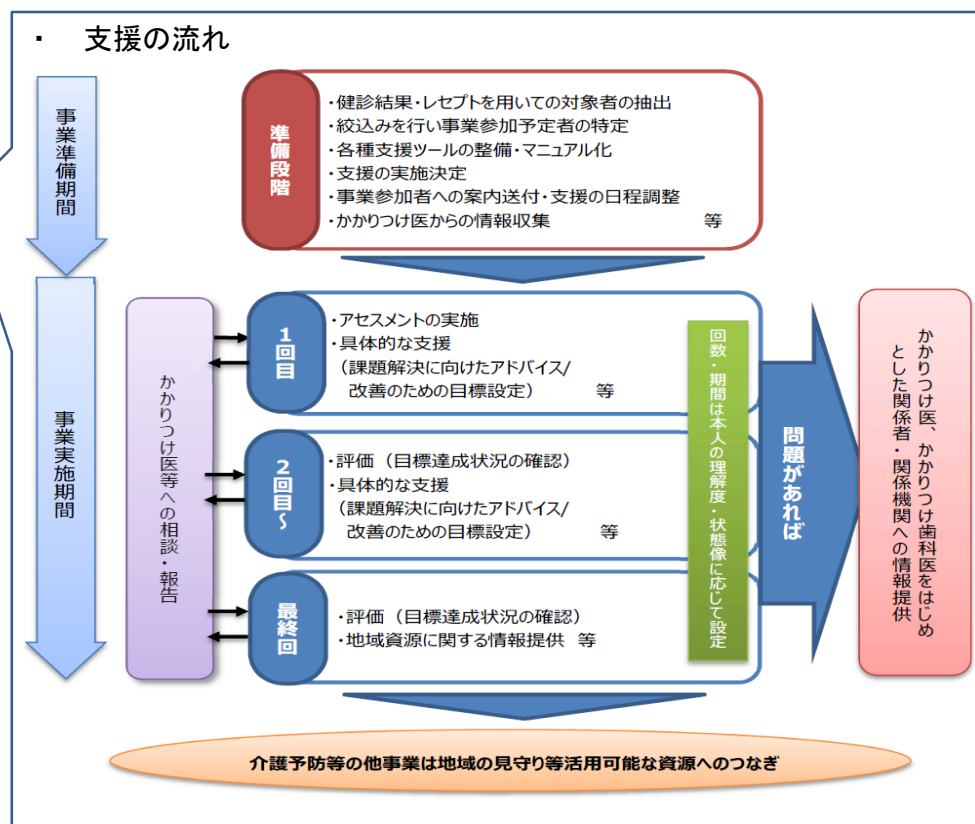 ・ 支援の流れ
事業準備期間
準備段階
・健診結果・レセプトを用いての対象者の抽出
・絞込みを行い事業参加予定者の特定
・各種支援ツールの整備・マニュアル化
・支援の実施決定
・事業参加者への案内送付・支援の日程調整
・かかりつけ医からの情報収集 等
事業実施期間
かかりつけ医等への相談・報告
1回目
・アセスメントの実施
・具体的な支援
（課題解決に向けたアドバイス/
改善のための目標設定） 等
2回目～
・評価（目標達成状況の確認）
・具体的な支援
（課題解決に向けたアドバイス/
改善のための目標設定） 等
最終回
・評価（目標達成状況の確認）
・地域資源に関する情報提供 等
回数・期間は本人の理解度・状態像に応じて設定
問題があれば
かかりつけ医、かかりつけ歯科医をはじめ
とした関係者・関係機関への情報提供
介護予防等の他事業は地域の見守り等活用可能な資源へのつなぎ